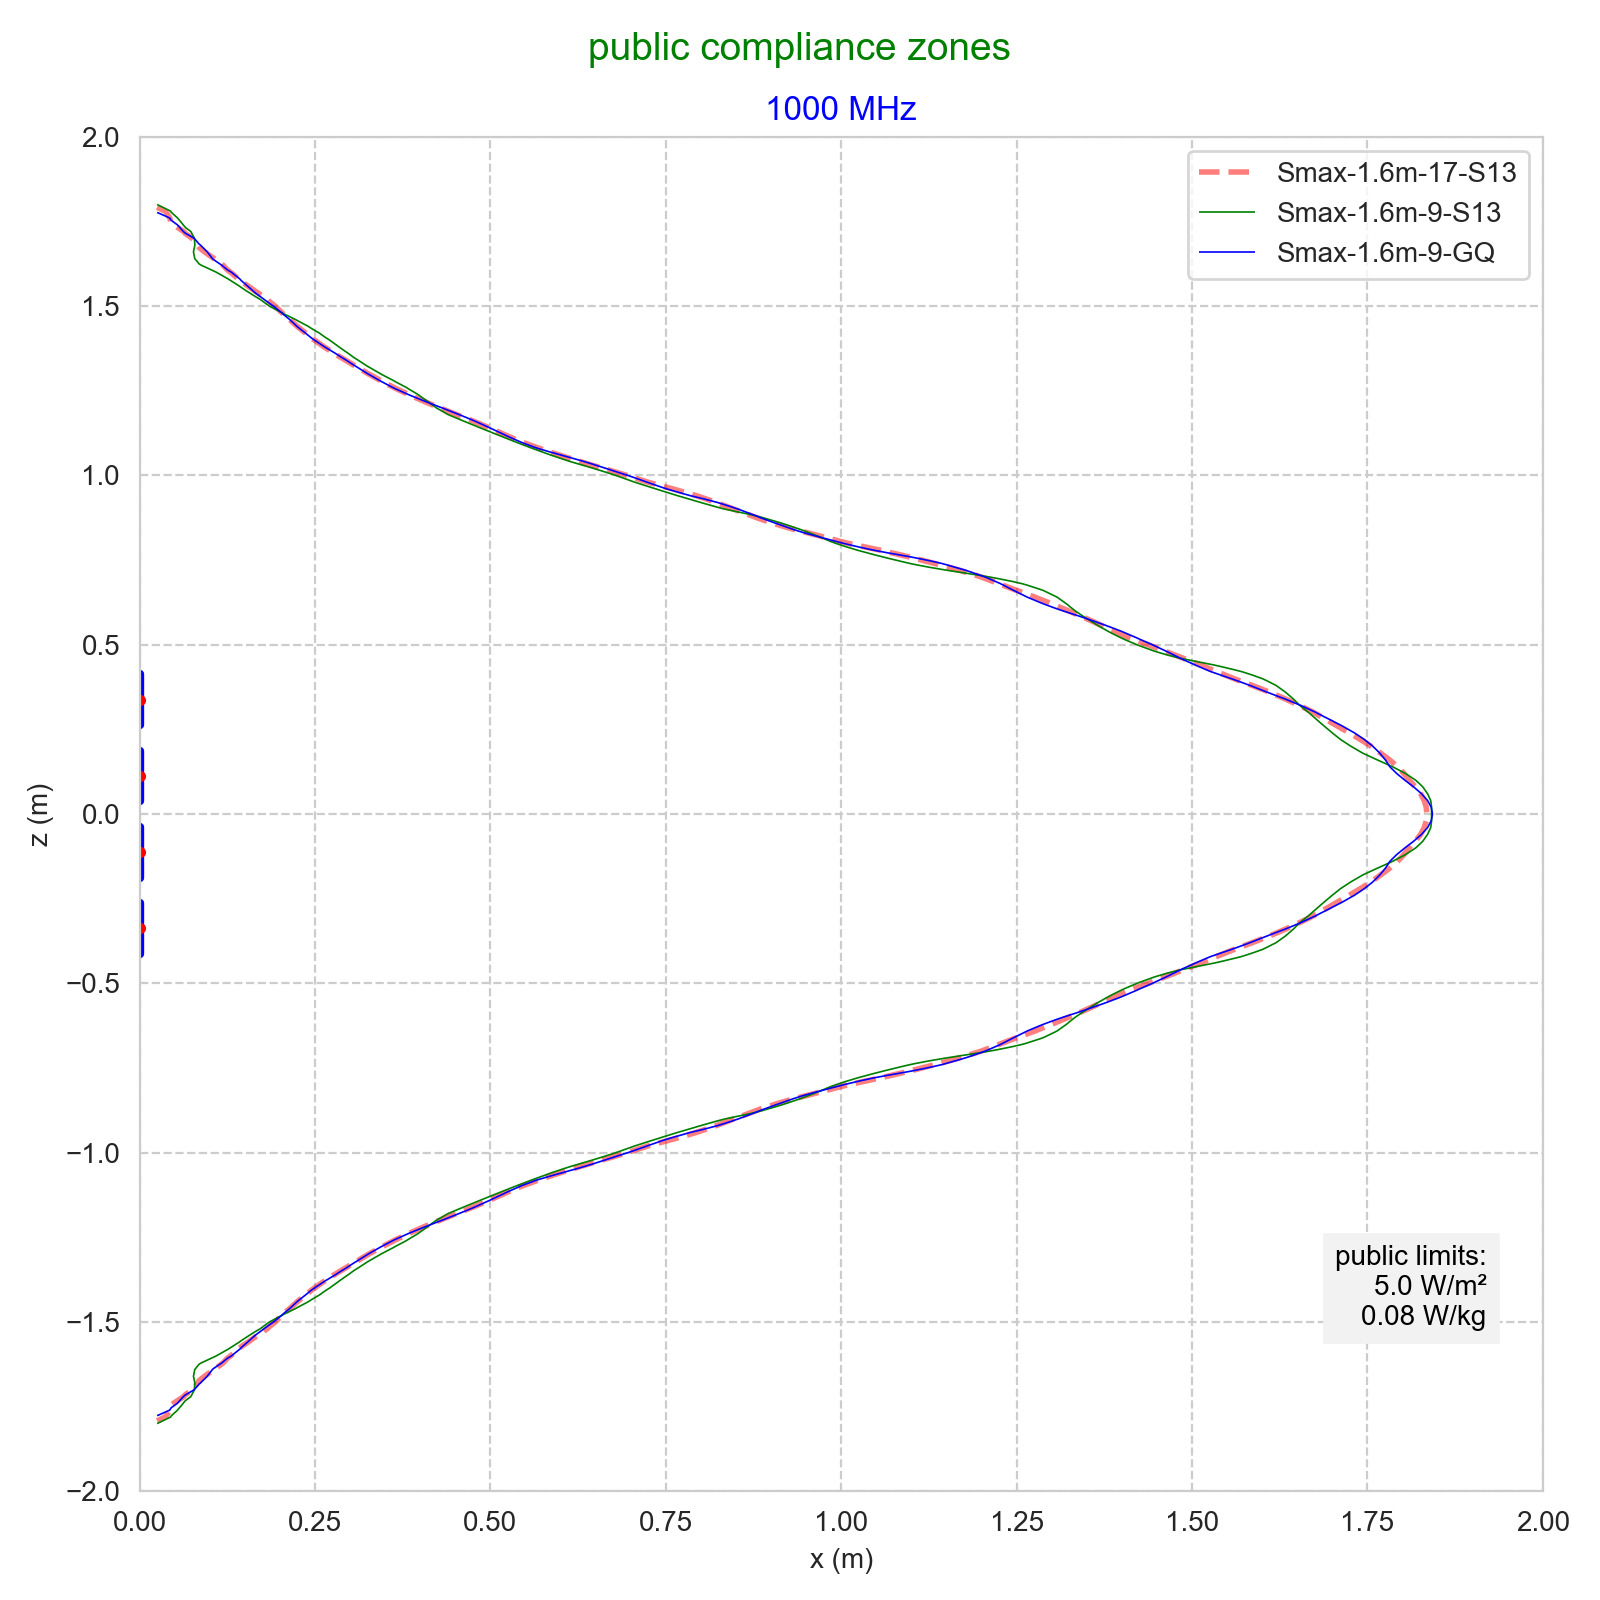 public compliance zones
1000 MHz
Smax-1.6m-17-S13
Smax-1.6m-9-S13
Smax-1.6m-9-GQ
2.0
1.5
1.0
0.5
0.0
−0.5
−1.0
−1.5
−2.0
z (m)
public limits:
5.0 W/m²
0.08 W/kg
0.00 0.25 0.50 0.75 1.00 1.25 1.50 1.75 2.00
x (m)